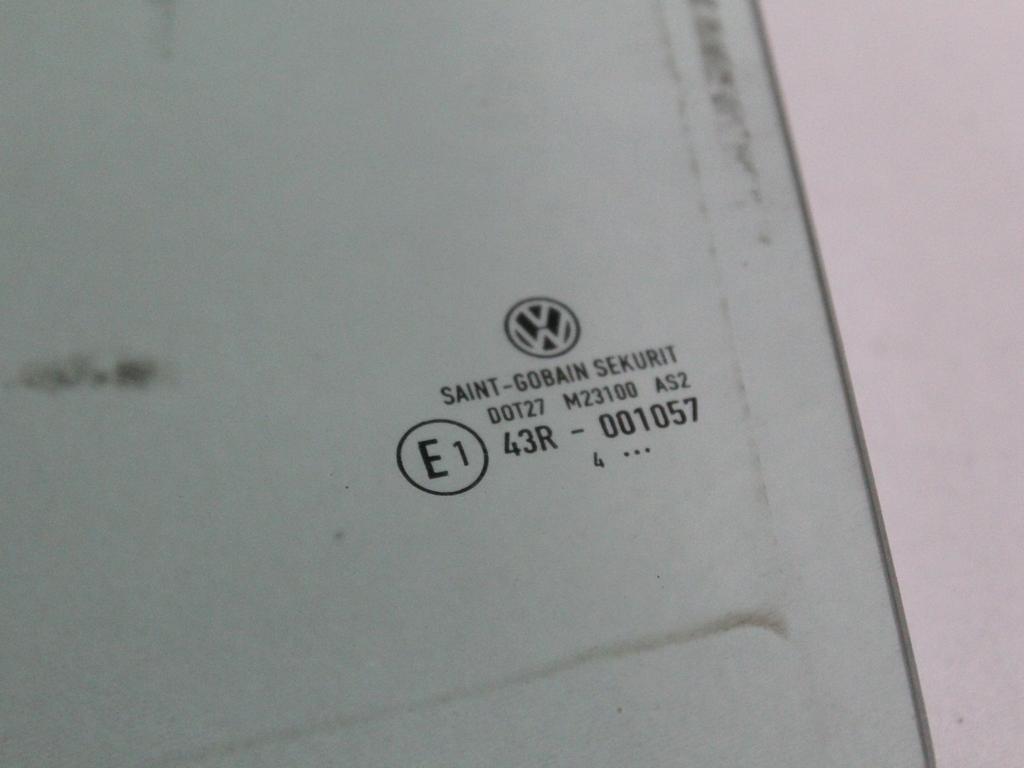 SAINT-GOBAIN SEKURIT
DOT27 M23100 AS2
E1 43R - 001057
4 ...